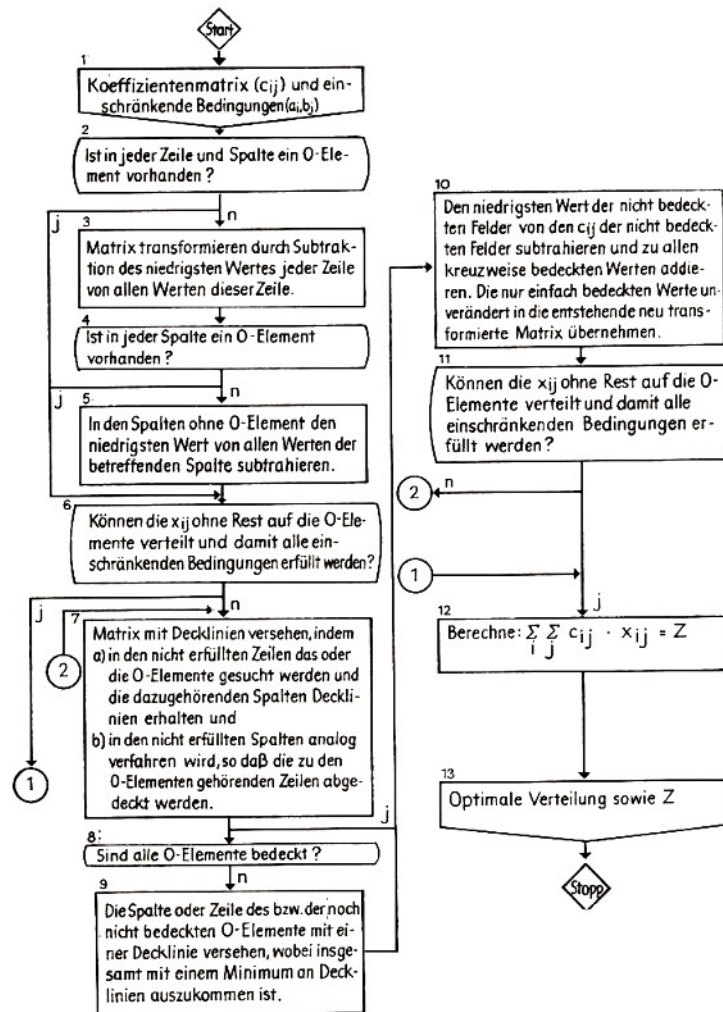 Start
1
Koeffizientenmatrix (cij) und ein-
schränkende Bedingungen (ai, bj)
2
Ist in jeder Zeile und Spalte ein O-Ele-
ment vorhanden ?
j
n
3
Matrix transformieren durch Subtrak-
tion des niedrigsten Wertes jeder Zeile
von allen Werten dieser Zeile.
4
Ist in jeder Spalte ein O-Element
vorhanden ?
j
n
5
In den Spalten ohne O-Element den
niedrigsten Wert von allen Werten der
betreffenden Spalte subtrahieren.
6
Können die xij ohne Rest auf die O-Ele-
mente verteilt und damit alle ein-
schränkenden Bedingungen erfüllt werden?
j
n
7
2
1
Matrix mit Decklinien versehen, indem
a) in den nicht erfüllten Zeilen das oder
die O-Elemente gesucht werden und
die dazugehörenden Spalten Deckli-
nien erhalten und
b) in den nicht erfüllten Spalten analog
verfahren wird, so daß die zu den
O-Elementen gehörenden Zeilen abge-
deckt werden.
j
8:
Sind alle O-Elemente bedeckt ?
n
9
Die Spalte oder Zeile des bzw. der noch
nicht bedeckten O-Elemente mit ei-
ner Decklinie versehen, wobei insge-
samt mit einem Minimum an Deck-
linien auszukommen ist.
10
Den niedrigsten Wert der nicht bedeck-
ten Felder von den cij der nicht bedeck-
ten Felder subtrahieren und zu allen
kreuzweise bedeckten Werten addie-
ren. Die nur einfach bedeckten Werte un-
verändert in die entstehende neu trans-
formierte Matrix übernehmen.
11
Können die xij ohne Rest auf die O-
Elemente verteilt und damit alle
einschränkenden Bedingungen er-
füllt werden ?
n
2
1
j
12
Berechne: Σ i Σ j cij · xij = Z
13
Optimale Verteilung sowie Z
Stopp